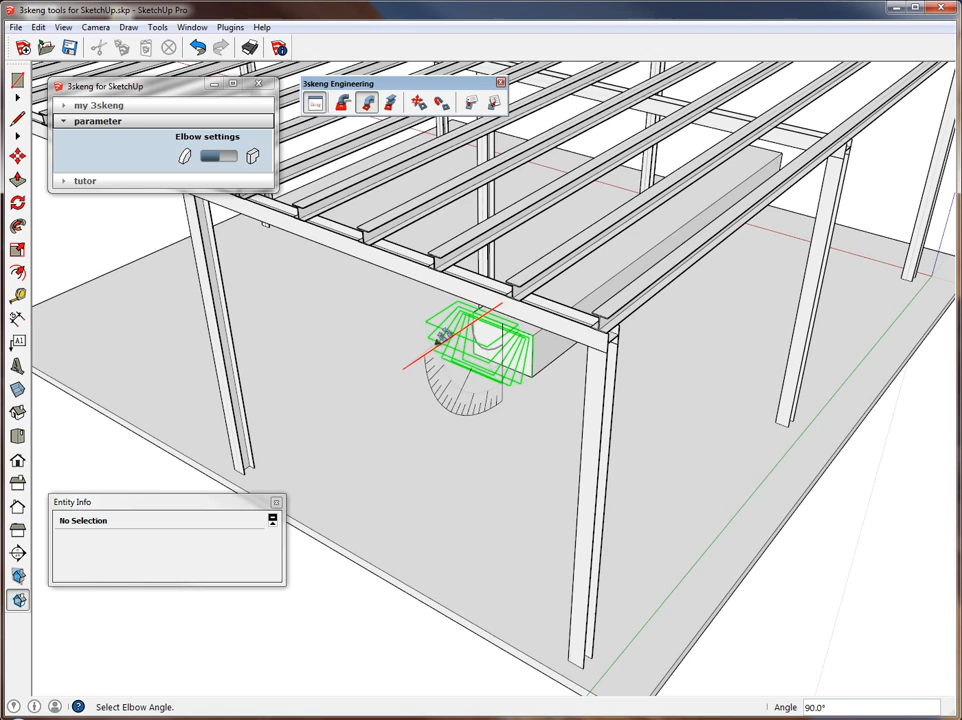 3skeng tools for SketchUp.skp - SketchUp Pro
File Edit View Camera Draw Tools Window Plugins Help
3skeng for SketchUp
my 3skeng
parameter
Elbow settings
tutor
3skeng Engineering
A1
Entity Info
No Selection
Select Elbow Angle.
Angle 90.0°